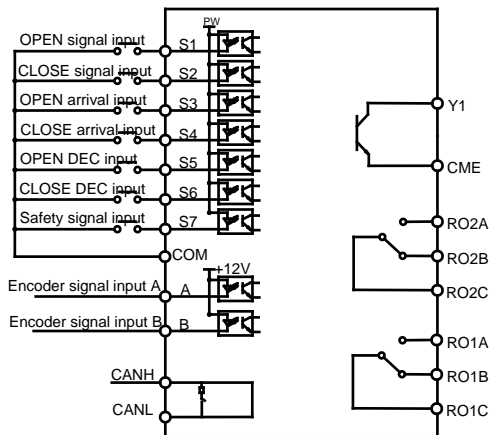 PW
OPEN signal input S1
CLOSE signal input S2
OPEN arrival input S3
CLOSE arrival input S4
OPEN DEC input S5
CLOSE DEC input S6
Safety signal input S7
COM
+12V
Encoder signal input A A
Encoder signal input B B
CANH
CANL
Y1
CME
RO2A
RO2B
RO2C
RO1A
RO1B
RO1C